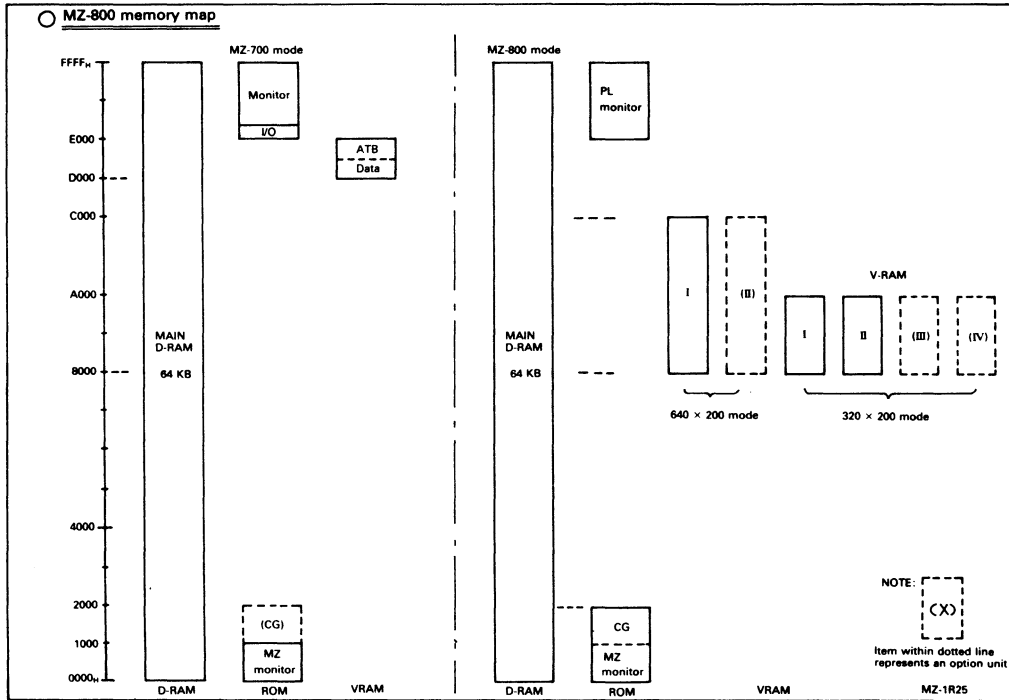 MZ-800 memory map
MZ-700 mode
MZ-800 mode
FFFFH
E000
D000
C000
A000
8000
4000
2000
1000
0000H
MAIN
D-RAM
64 KB
Monitor
I/O
ATB
Data
(CG)
MZ
monitor
D-RAM
ROM
VRAM
MAIN
D-RAM
64 KB
PL
monitor
CG
MZ
monitor
I
(II)
640 × 200 mode
V-RAM
I
II
(III)
(IV)
320 × 200 mode
NOTE:
(X)
Item within dotted line
represents an option unit
D-RAM
ROM
VRAM
MZ-1R25